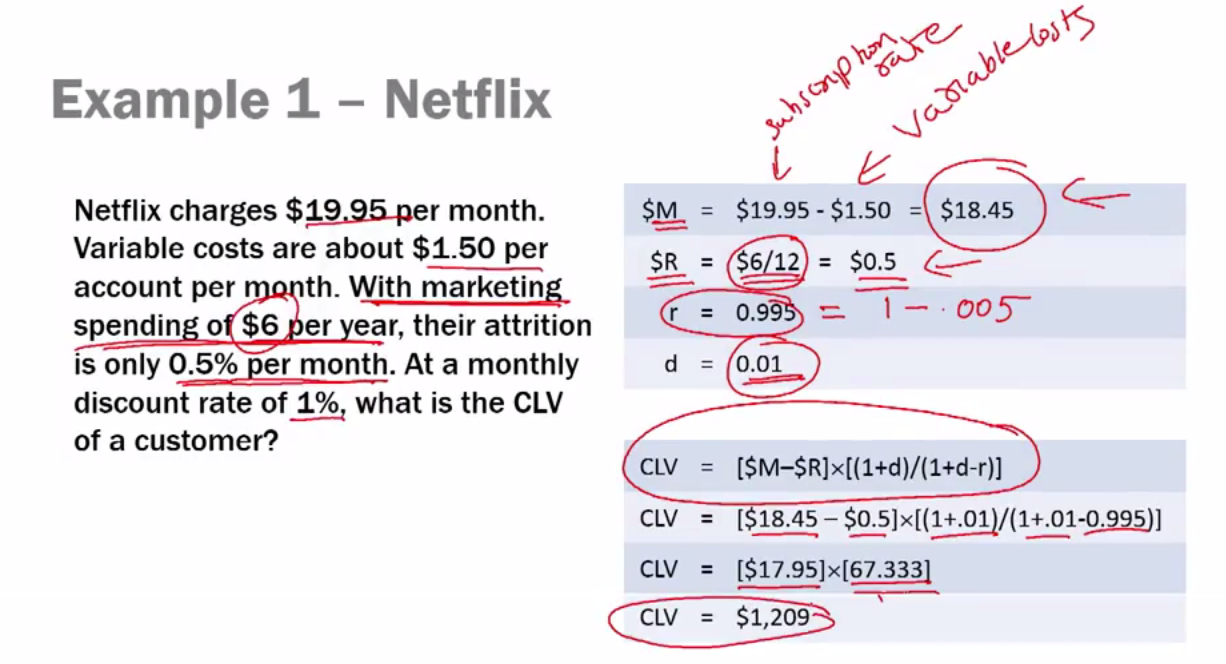 Example 1 – Netflix
subscription rate
variable costs
Netflix charges $19.95 per month.
Variable costs are about $1.50 per
account per month. With marketing
spending of $6 per year, their attrition
is only 0.5% per month. At a monthly
discount rate of 1%, what is the CLV
of a customer?
$M = $19.95 - $1.50 = $18.45
$R = $6/12 = $0.5
r = 0.995 = 1 - .005
d = 0.01
CLV = [$M–$R]×[(1+d)/(1+d-r)]
CLV = [$18.45 – $0.5]×[(1+.01)/(1+.01-0.995)]
CLV = [$17.95]×[67.333]
CLV = $1,209